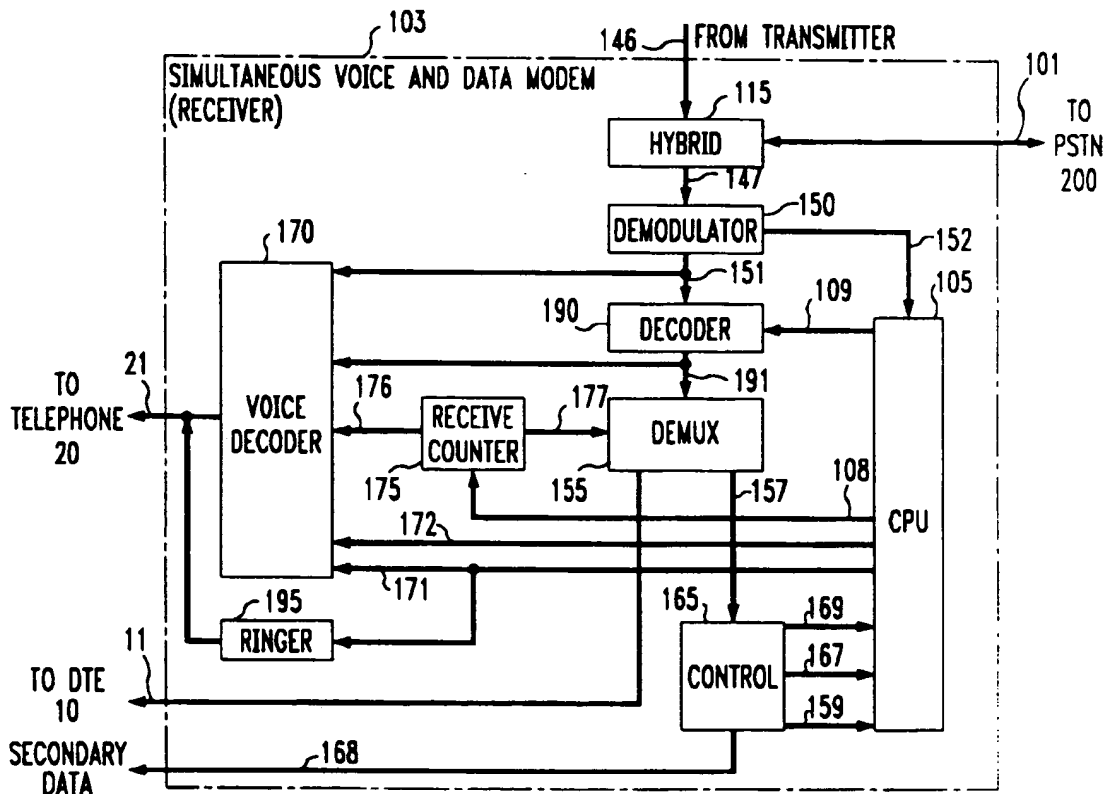 103
146
FROM TRANSMITTER
SIMULTANEOUS VOICE AND DATA MODEM
(RECEIVER)
115
101
HYBRID
TO
PSTN
200
147
150
DEMODULATOR
152
170
151
105
109
190
DECODER
191
21
TO
TELEPHONE
20
VOICE
DECODER
176
RECEIVE
COUNTER
177
DEMUX
175
155
157
108
CPU
172
171
195
RINGER
165
169
CONTROL
167
159
11
TO DTE
10
SECONDARY
DATA
168